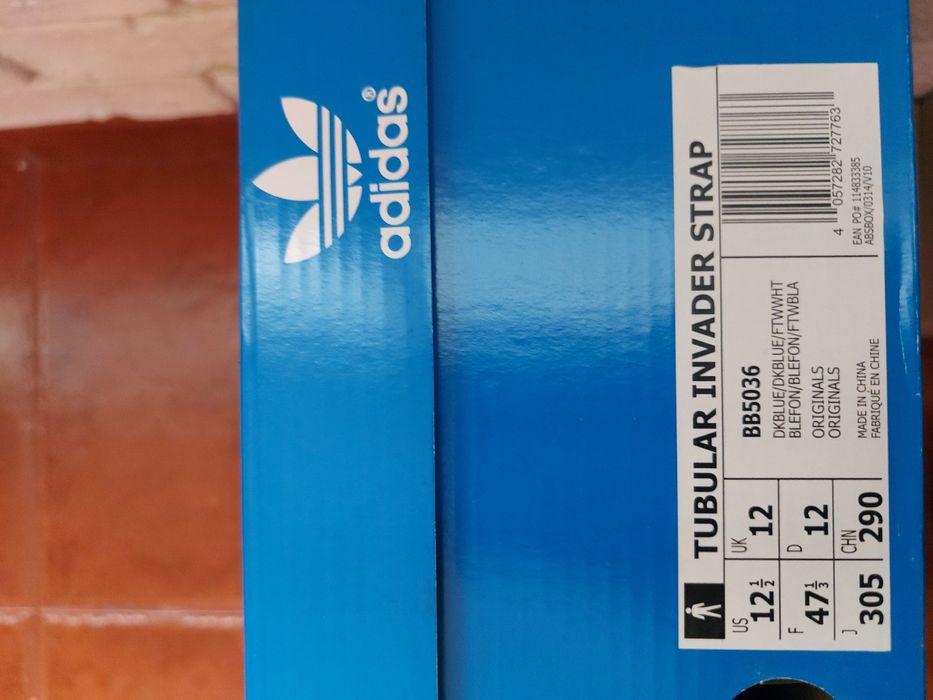 adidas®
TUBULAR INVADER STRAP
US
12½
UK
12
F
47⅓
D
12
J
305
CHN
290
BB5036
DKBLUE/DKBLUE/FTWWHT
BLEFON/BLEFON/FTWBLA
ORIGINALS
ORIGINALS
MADE IN CHINA
FABRIQUÉ EN CHINE
4 057282 727763
EAN PO# 114833385
ABSBOX/0314/V10